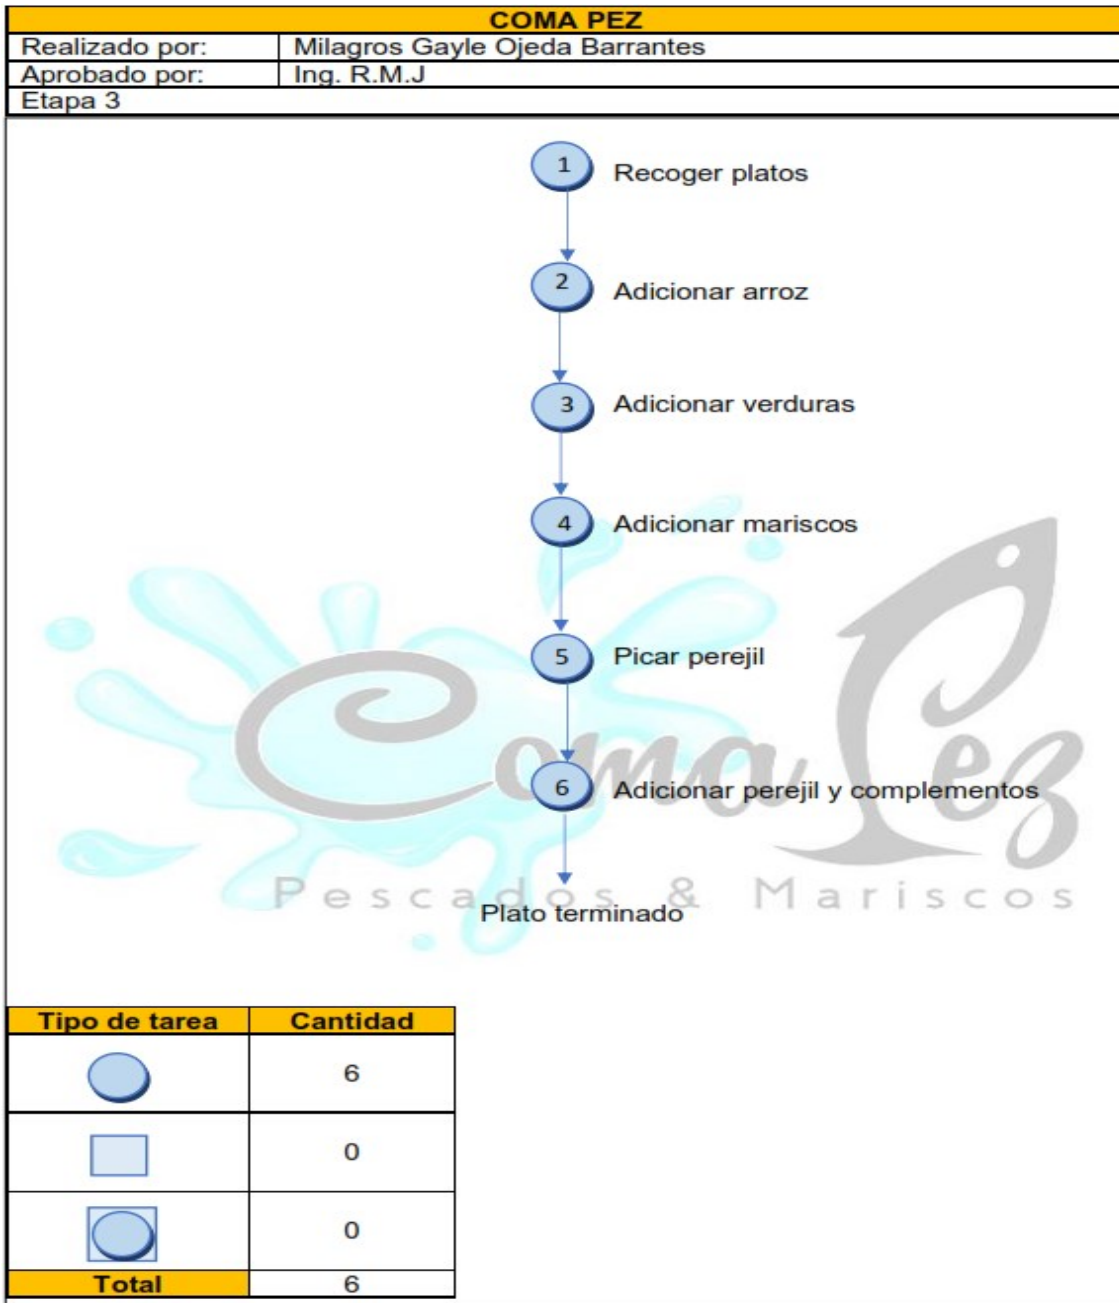 COMA PEZ
Realizado por: Milagros Gayle Ojeda Barrantes
Aprobado por: Ing. R.M.J
Etapa 3
1 Recoger platos
2 Adicionar arroz
3 Adicionar verduras
4 Adicionar mariscos
5 Picar perejil
Coma Pez
6 Adicionar perejil y complementos
Pescados & Mariscos
Plato terminado
Tipo de tarea Cantidad
6
0
0
Total 6